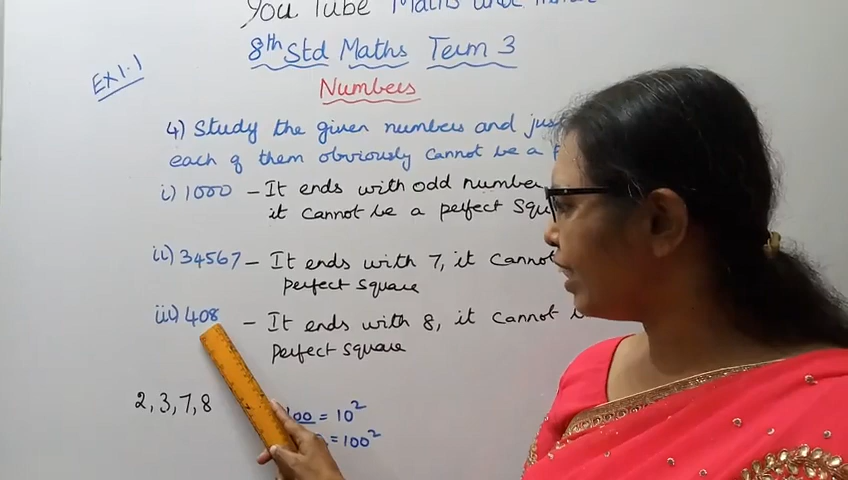 You Tube Maths
8th Std Maths Term 3
Ex 1.1
Numbers
4) Study the given numbers and
each of them obviously cannot be a
i) 1000 - It ends with odd number
it cannot be a perfect
ii) 34567 - It ends with 7, it cannot
perfect square
iii) 408 - It ends with 8, it cannot
perfect square
2, 3, 7, 8
100 = 10²
= 100²